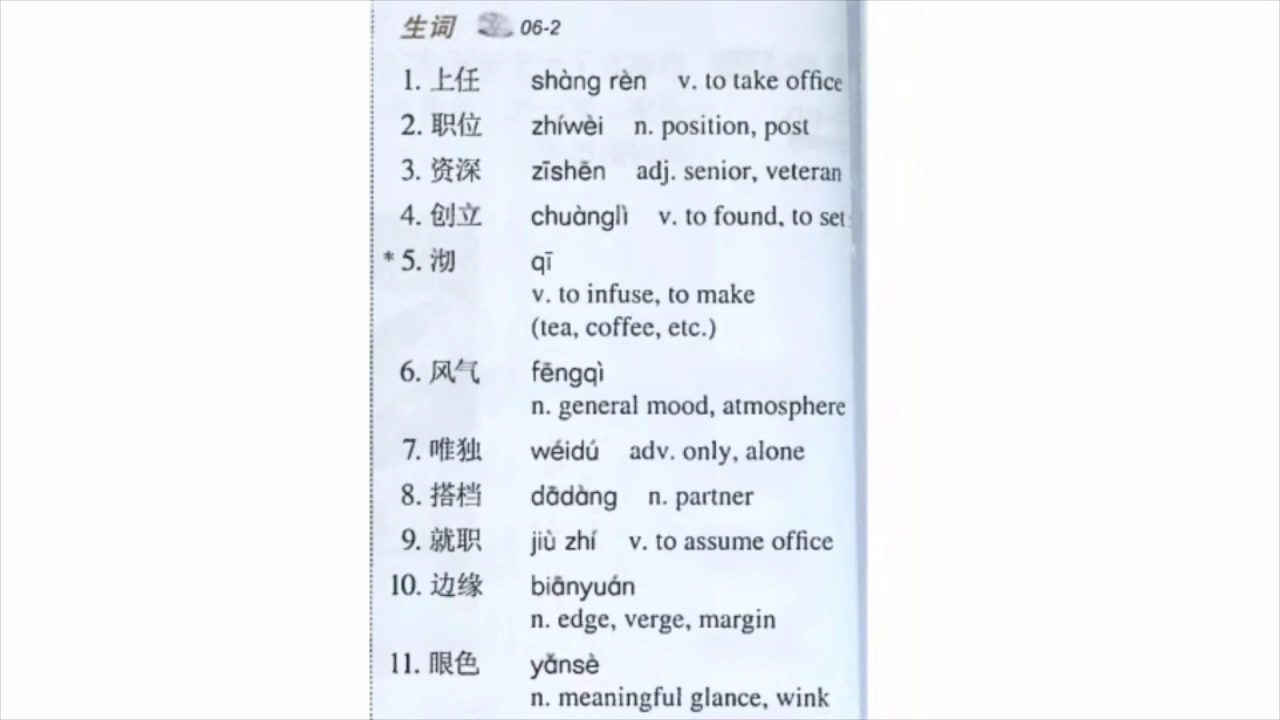 生词 06-2
1. 上任 shàng rèn v. to take office
2. 职位 zhíwèi n. position, post
3. 资深 zīshēn adj. senior, veteran
4. 创立 chuànglì v. to found, to set
*5. 沏 qī
v. to infuse, to make
(tea, coffee, etc.)
6. 风气 fēngqì
n. general mood, atmosphere
7. 唯独 wéidú adv. only, alone
8. 搭档 dādàng n. partner
9. 就职 jiù zhí v. to assume office
10. 边缘 biānyuán
n. edge, verge, margin
11. 眼色 yǎnsè
n. meaningful glance, wink